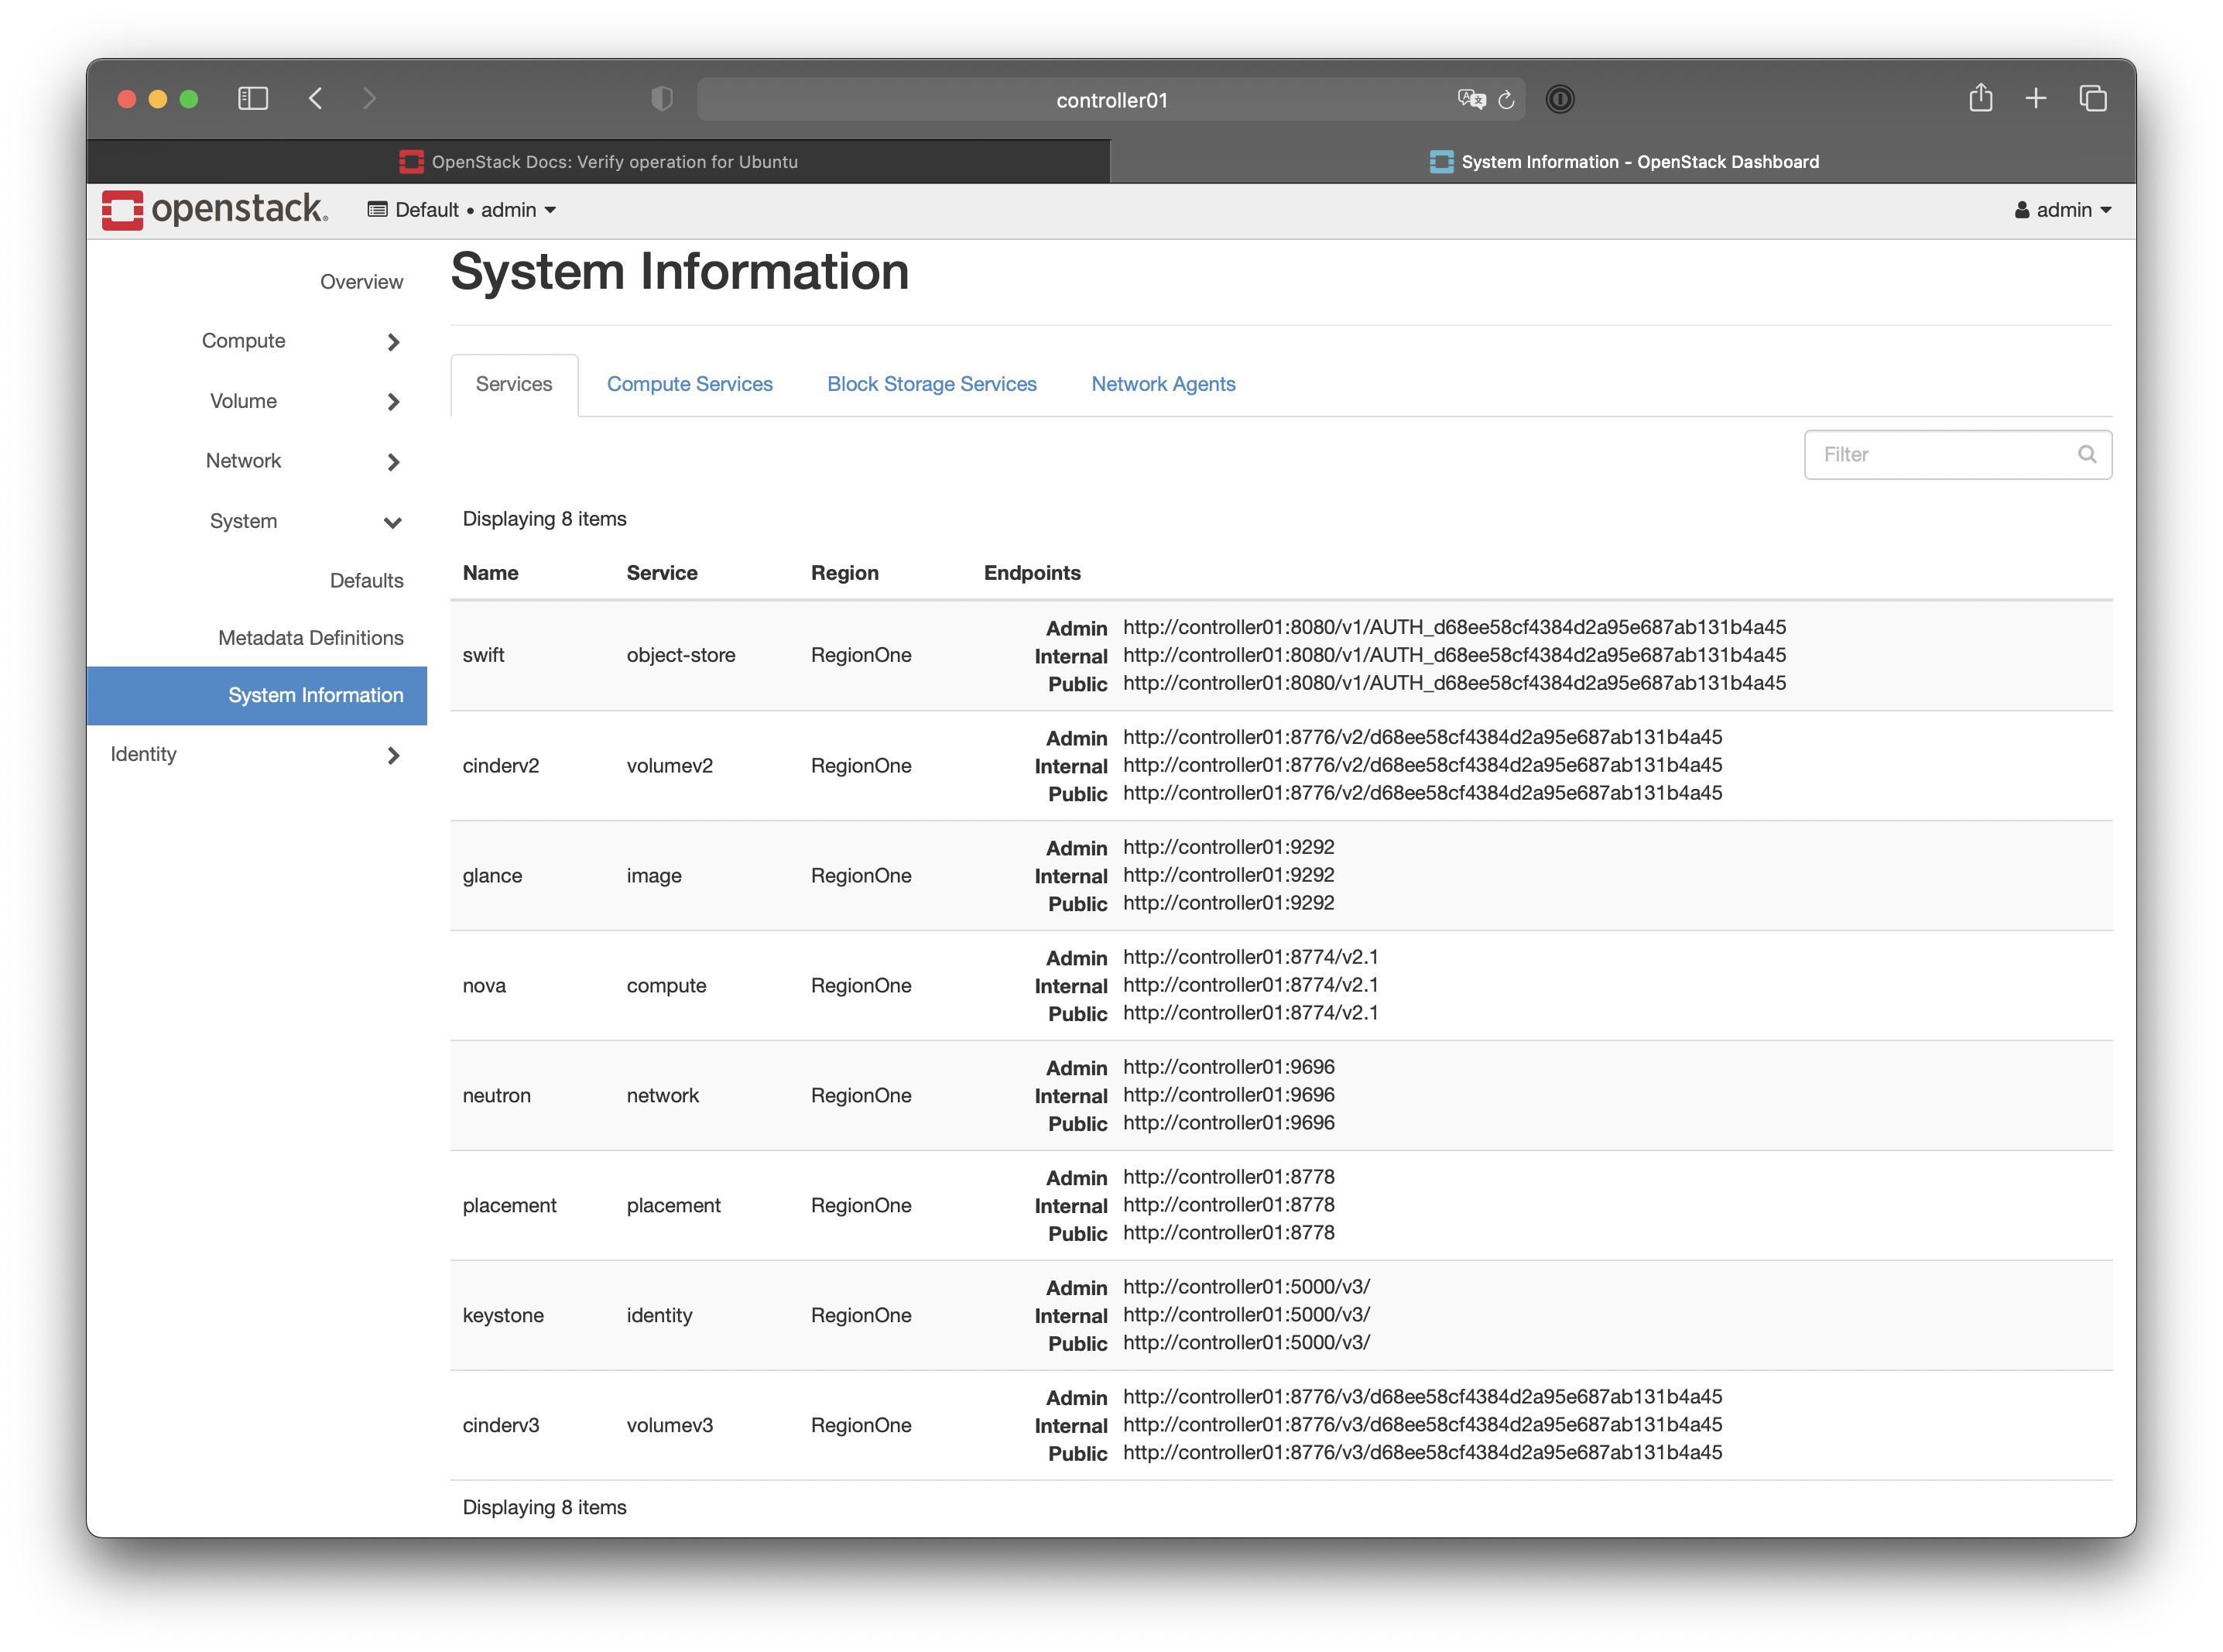 controller01
OpenStack Docs: Verify operation for Ubuntu
System Information - OpenStack Dashboard
openstack.
Default • admin
admin
Overview
Compute
Volume
Network
System
Defaults
Metadata Definitions
System Information
Identity
System Information
Services Compute Services Block Storage Services Network Agents
Filter
Displaying 8 items
Name Service Region Endpoints
swift object-store RegionOne
Admin http://controller01:8080/v1/AUTH_d68ee58cf4384d2a95e687ab131b4a45
Internal http://controller01:8080/v1/AUTH_d68ee58cf4384d2a95e687ab131b4a45
Public http://controller01:8080/v1/AUTH_d68ee58cf4384d2a95e687ab131b4a45
cinderv2 volumev2 RegionOne
Admin http://controller01:8776/v2/d68ee58cf4384d2a95e687ab131b4a45
Internal http://controller01:8776/v2/d68ee58cf4384d2a95e687ab131b4a45
Public http://controller01:8776/v2/d68ee58cf4384d2a95e687ab131b4a45
glance image RegionOne
Admin http://controller01:9292
Internal http://controller01:9292
Public http://controller01:9292
nova compute RegionOne
Admin http://controller01:8774/v2.1
Internal http://controller01:8774/v2.1
Public http://controller01:8774/v2.1
neutron network RegionOne
Admin http://controller01:9696
Internal http://controller01:9696
Public http://controller01:9696
placement placement RegionOne
Admin http://controller01:8778
Internal http://controller01:8778
Public http://controller01:8778
keystone identity RegionOne
Admin http://controller01:5000/v3/
Internal http://controller01:5000/v3/
Public http://controller01:5000/v3/
cinderv3 volumev3 RegionOne
Admin http://controller01:8776/v3/d68ee58cf4384d2a95e687ab131b4a45
Internal http://controller01:8776/v3/d68ee58cf4384d2a95e687ab131b4a45
Public http://controller01:8776/v3/d68ee58cf4384d2a95e687ab131b4a45
Displaying 8 items